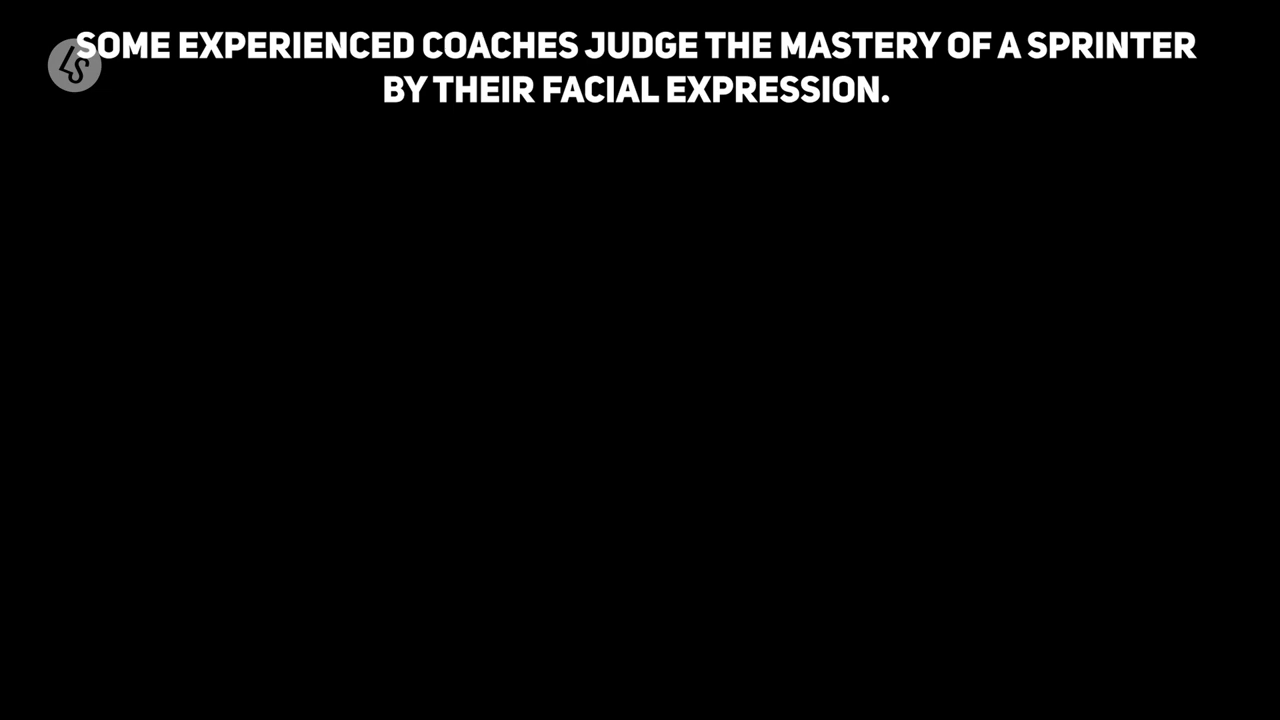 SOME EXPERIENCED COACHES JUDGE THE MASTERY OF A SPRINTER
BY THEIR FACIAL EXPRESSION.